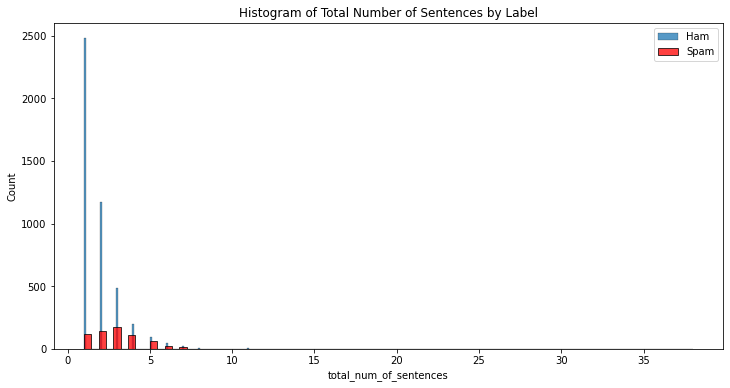 Histogram of Total Number of Sentences by Label
Ham
Spam
2500
2000
1500
1000
500
0
Count
0 5 10 15 20 25 30 35
total_num_of_sentences